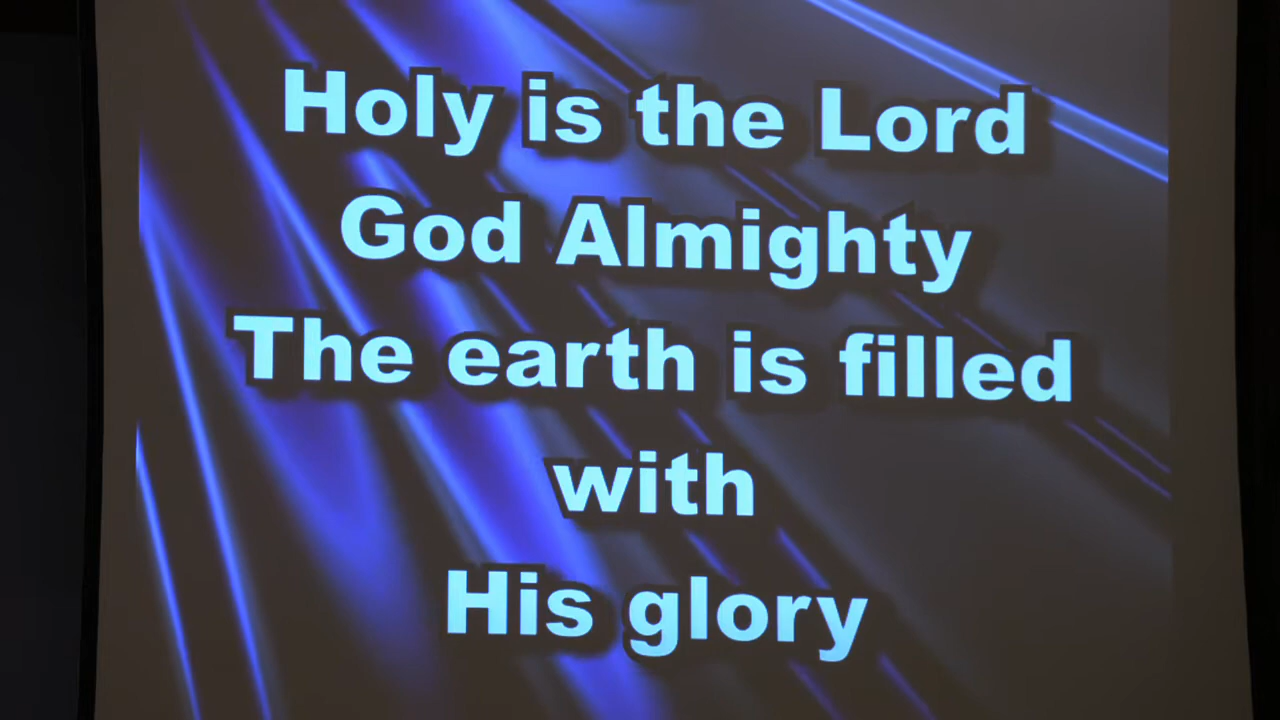 Holy is the Lord
God Almighty
The earth is filled
with
His glory